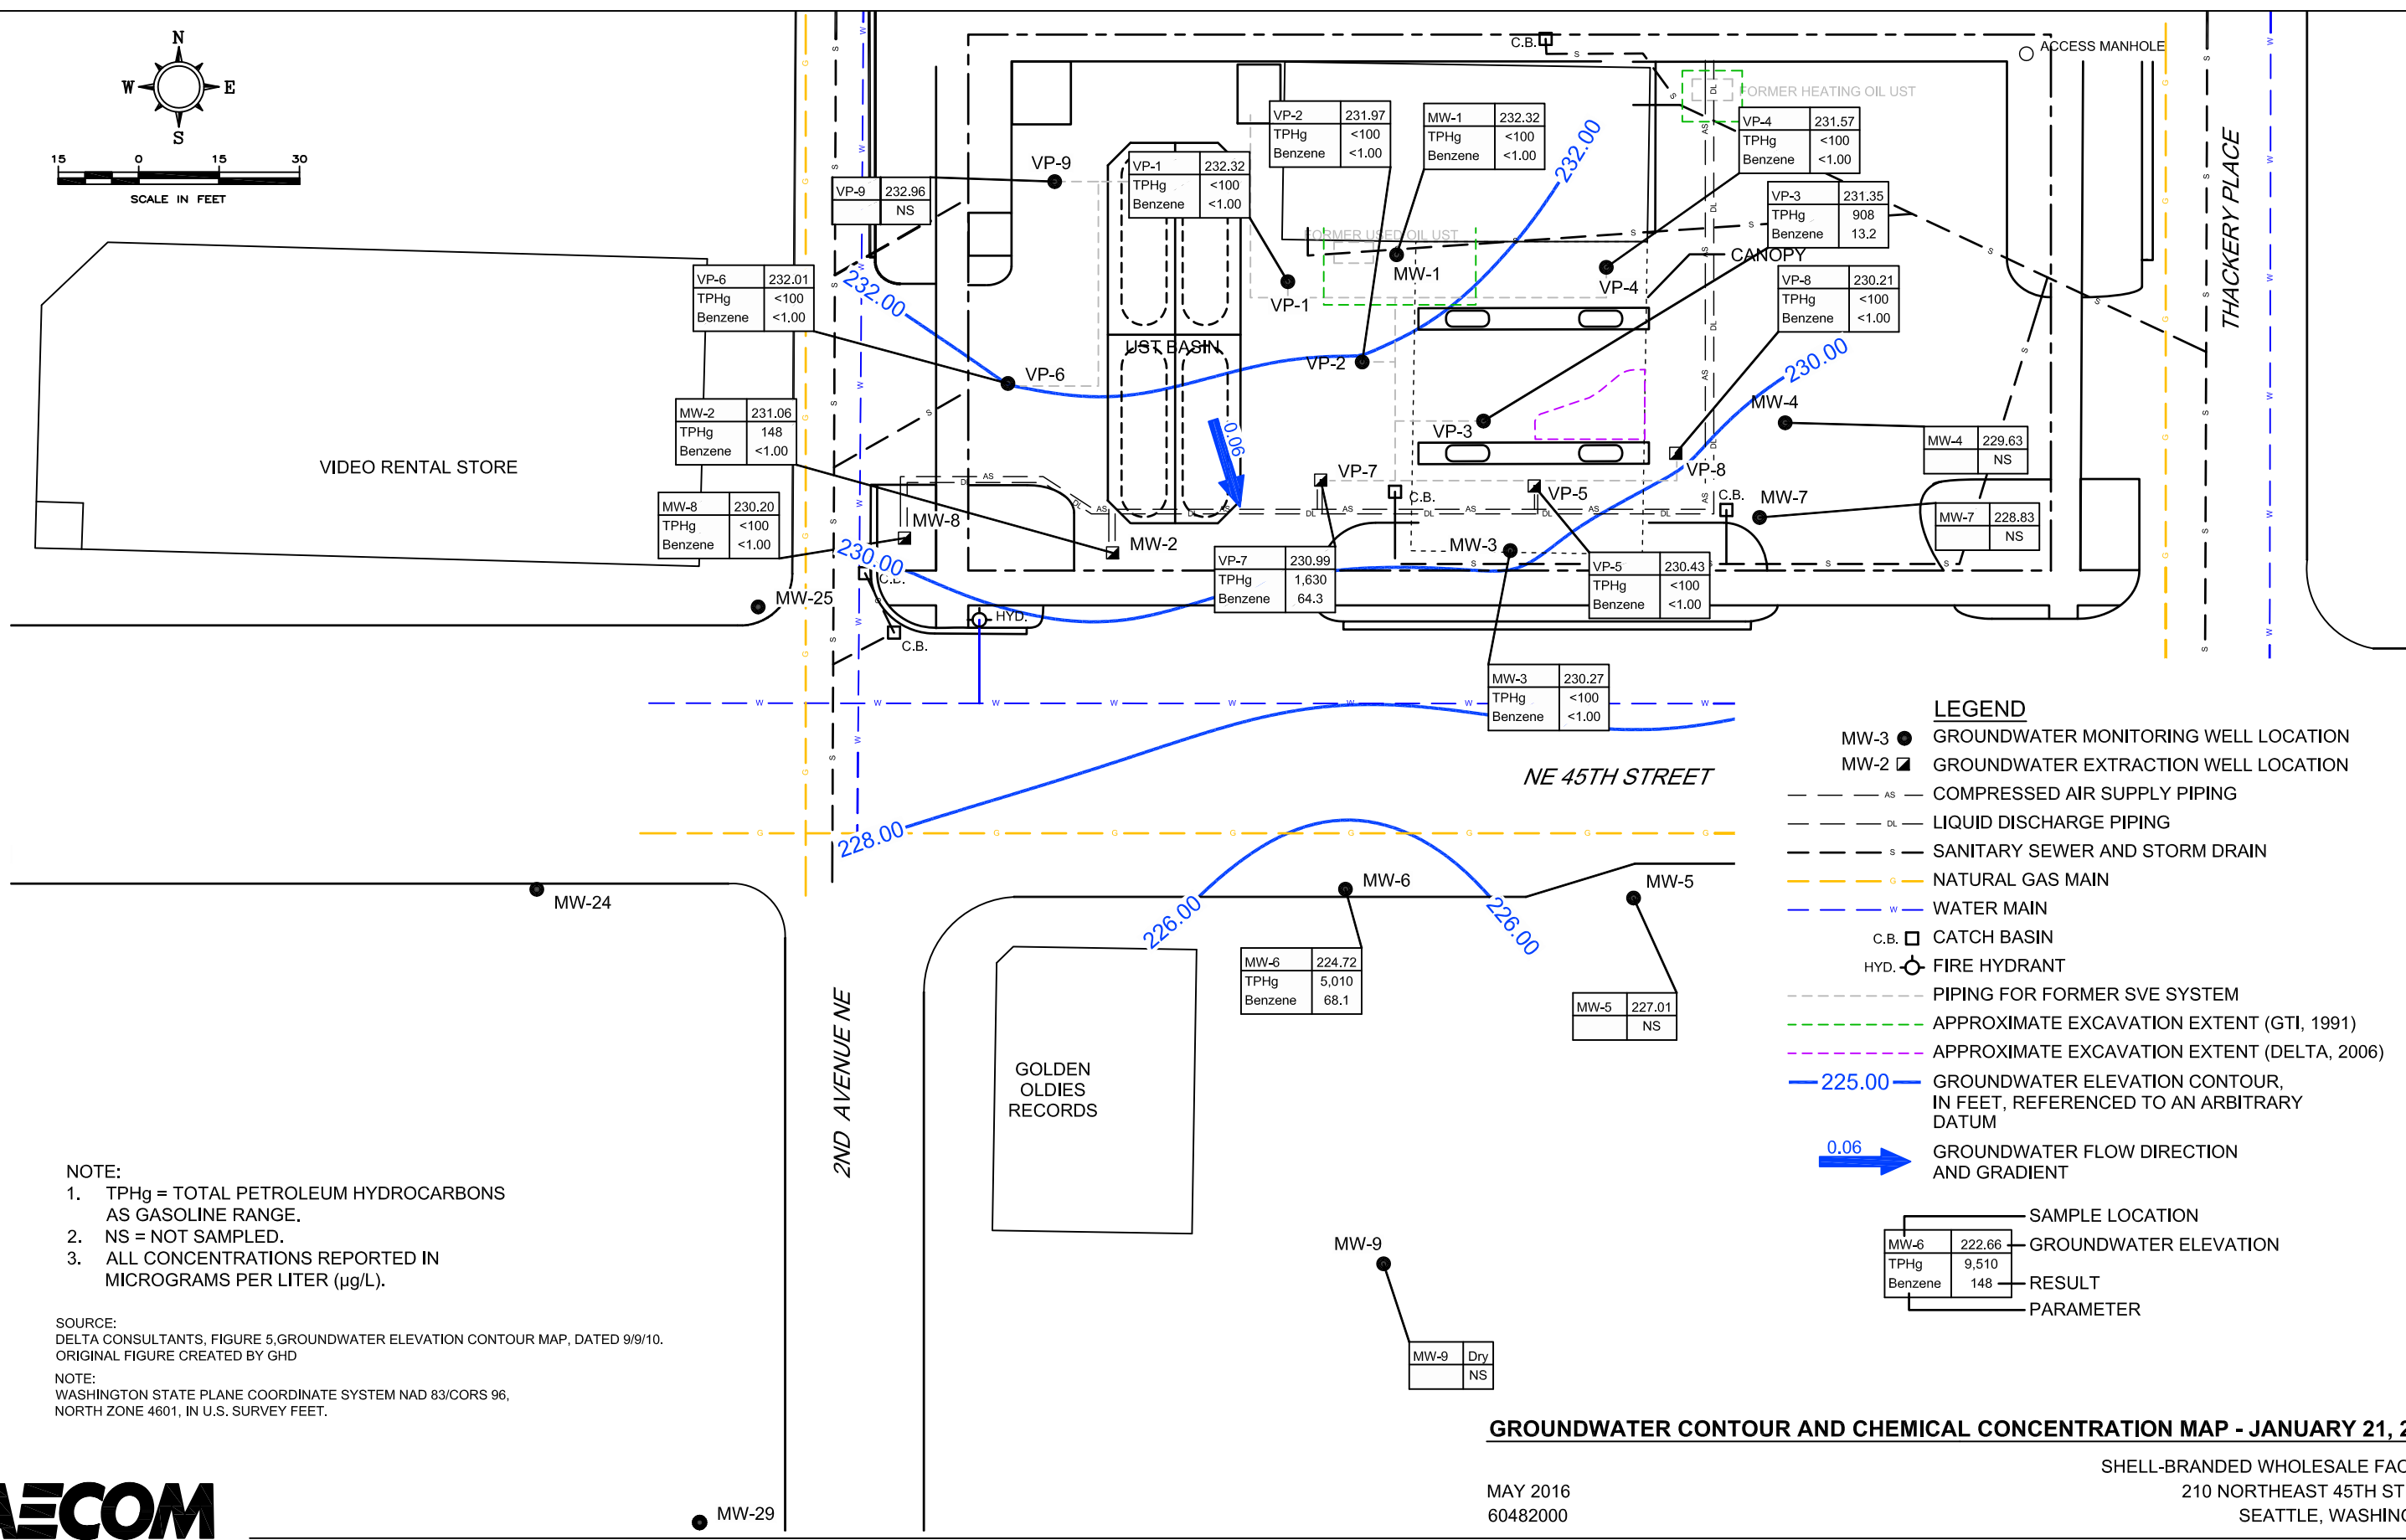 N
W E
S
15 0 15 30
SCALE IN FEET
C.B.
ACCESS MANHOLE
FORMER HEATING OIL UST
THACKERY PLACE
VP-9
VP-9 232.96
NS
VP-1 232.32
TPHg <100
Benzene <1.00
VP-2 231.97
TPHg <100
Benzene <1.00
MW-1 232.32
TPHg <100
Benzene <1.00
232.00
VP-4 231.57
TPHg <100
Benzene <1.00
VP-3 231.35
TPHg 908
Benzene 13.2
FORMER USED OIL UST
CANOPY
MW-1
VP-1
VP-4
VP-6 232.01
TPHg <100
Benzene <1.00
232.00
VP-8 230.21
TPHg <100
Benzene <1.00
UST BASIN
VP-6
VP-2
230.00
MW-2 231.06
TPHg 148
Benzene <1.00
VIDEO RENTAL STORE
0.06
VP-3
MW-4
MW-4 229.63
NS
VP-7
VP-8
VP-5
C.B.
C.B.
MW-7
MW-7 228.83
NS
MW-8 230.20
TPHg <100
Benzene <1.00
MW-8
MW-2
MW-3
230.00
C.B.
VP-7 230.99
TPHg 1,630
Benzene 64.3
VP-5 230.43
TPHg <100
Benzene <1.00
MW-25
HYD.
C.B.
MW-3 230.27
TPHg <100
Benzene <1.00
NE 45TH STREET
228.00
MW-24
MW-6
MW-5
226.00
226.00
MW-6 224.72
TPHg 5,010
Benzene 68.1
MW-5 227.01
NS
2ND AVENUE NE
GOLDEN
OLDIES
RECORDS
MW-9
MW-9 Dry
NS
MW-29
LEGEND
MW-3 GROUNDWATER MONITORING WELL LOCATION
MW-2 GROUNDWATER EXTRACTION WELL LOCATION
AS COMPRESSED AIR SUPPLY PIPING
DL LIQUID DISCHARGE PIPING
S SANITARY SEWER AND STORM DRAIN
G NATURAL GAS MAIN
W WATER MAIN
C.B. CATCH BASIN
HYD. FIRE HYDRANT
PIPING FOR FORMER SVE SYSTEM
APPROXIMATE EXCAVATION EXTENT (GTI, 1991)
APPROXIMATE EXCAVATION EXTENT (DELTA, 2006)
225.00 GROUNDWATER ELEVATION CONTOUR,
IN FEET, REFERENCED TO AN ARBITRARY
DATUM
0.06 GROUNDWATER FLOW DIRECTION
AND GRADIENT
SAMPLE LOCATION
MW-6 222.66 GROUNDWATER ELEVATION
TPHg 9,510
Benzene 148 RESULT
PARAMETER
NOTE:
1. TPHg = TOTAL PETROLEUM HYDROCARBONS
AS GASOLINE RANGE.
2. NS = NOT SAMPLED.
3. ALL CONCENTRATIONS REPORTED IN
MICROGRAMS PER LITER (µg/L).
SOURCE:
DELTA CONSULTANTS, FIGURE 5,GROUNDWATER ELEVATION CONTOUR MAP, DATED 9/9/10.
ORIGINAL FIGURE CREATED BY GHD
NOTE:
WASHINGTON STATE PLANE COORDINATE SYSTEM NAD 83/CORS 96,
NORTH ZONE 4601, IN U.S. SURVEY FEET.
GROUNDWATER CONTOUR AND CHEMICAL CONCENTRATION MAP - JANUARY 21, 2
SHELL-BRANDED WHOLESALE FAC
210 NORTHEAST 45TH ST
SEATTLE, WASHING
MAY 2016
60482000
AECOM